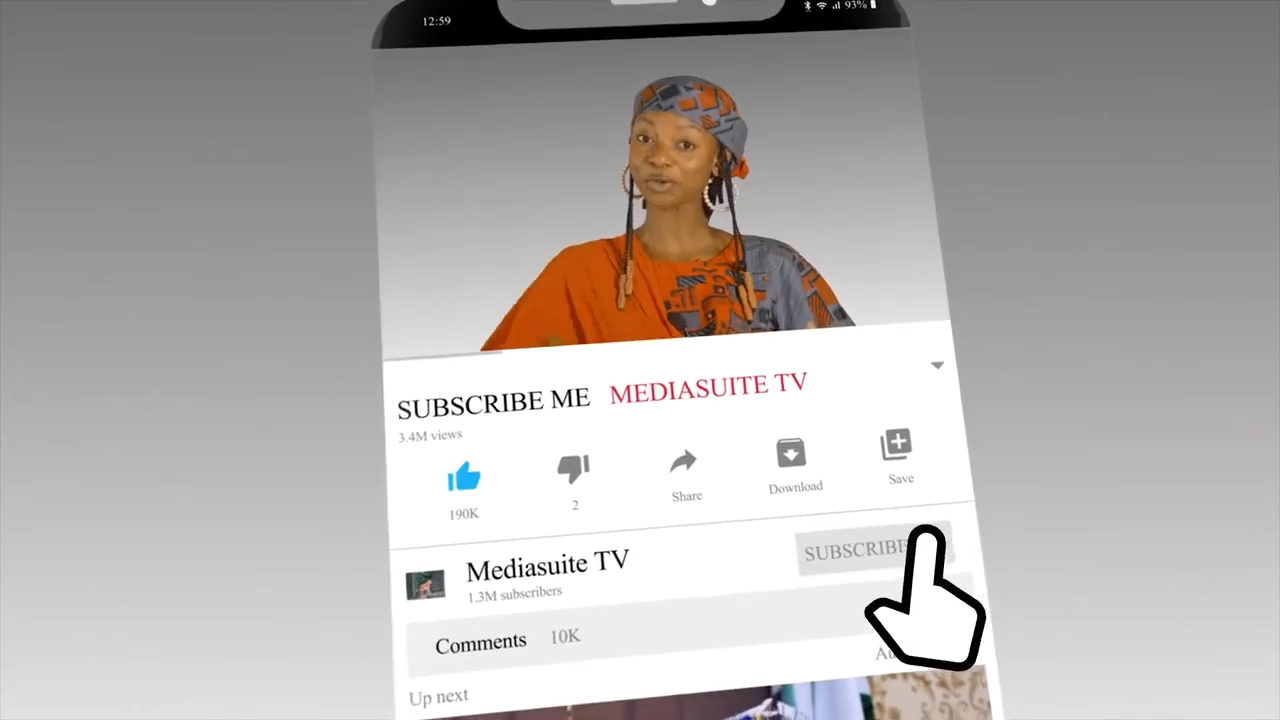 12:59
93%
SUBSCRIBE ME MEDIASUITE TV
3.4M views
190K
2
Share
Download
Save
Mediasuite TV
SUBSCRIBE
1.3M subscribers
Comments 10K
Up next